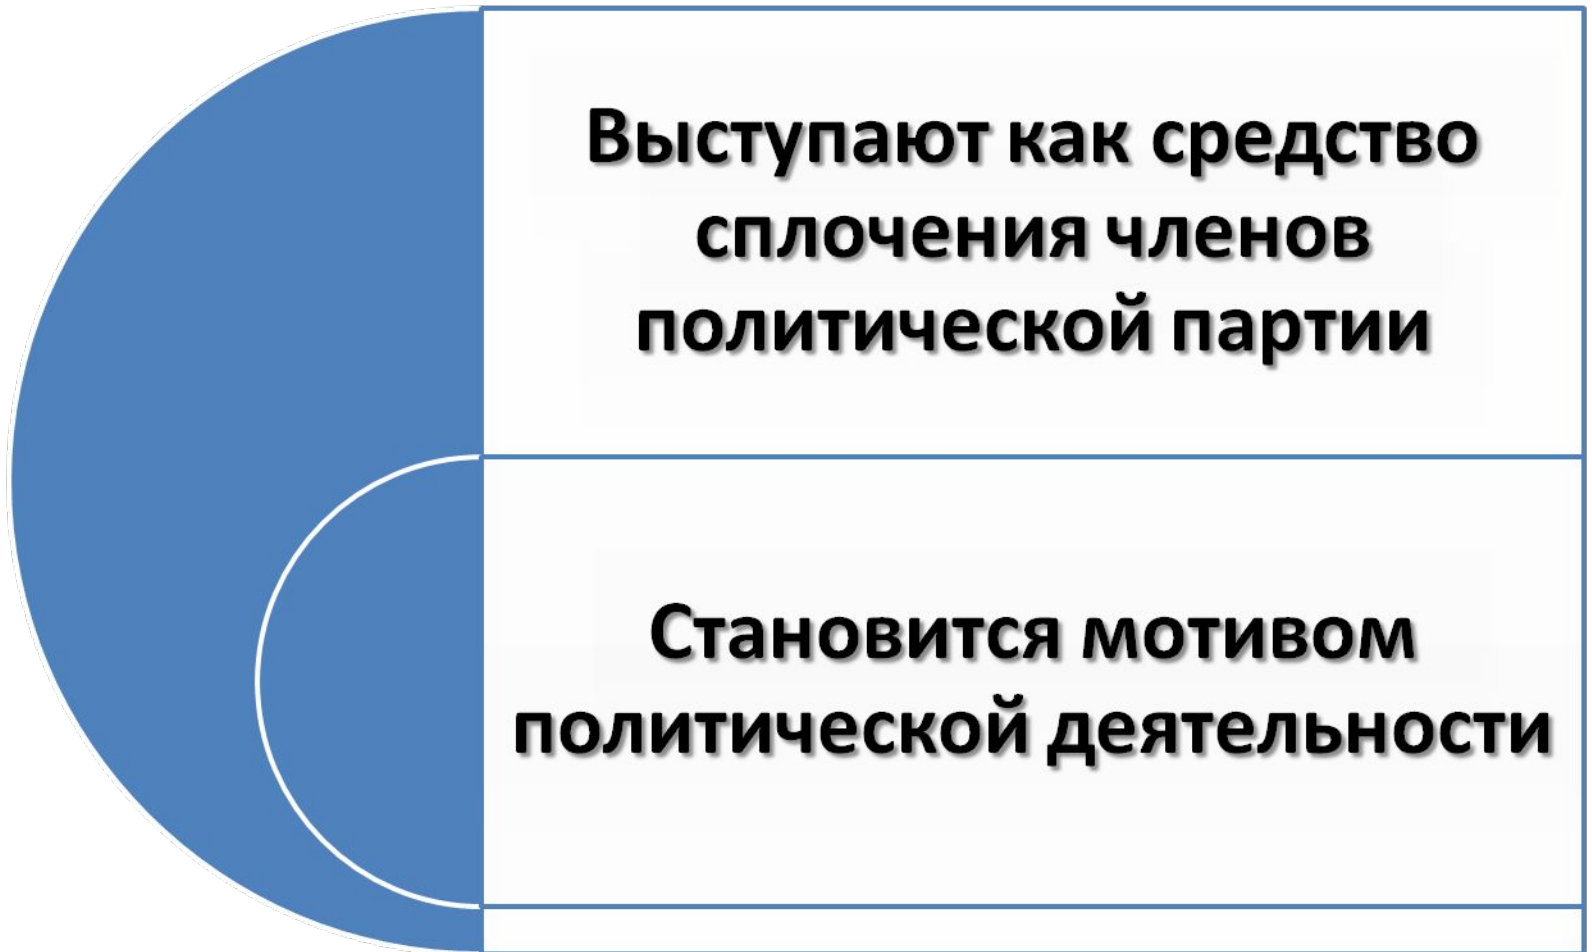 Выступают как средство
сплочения членов
политической партии
Становится мотивом
политической деятельности